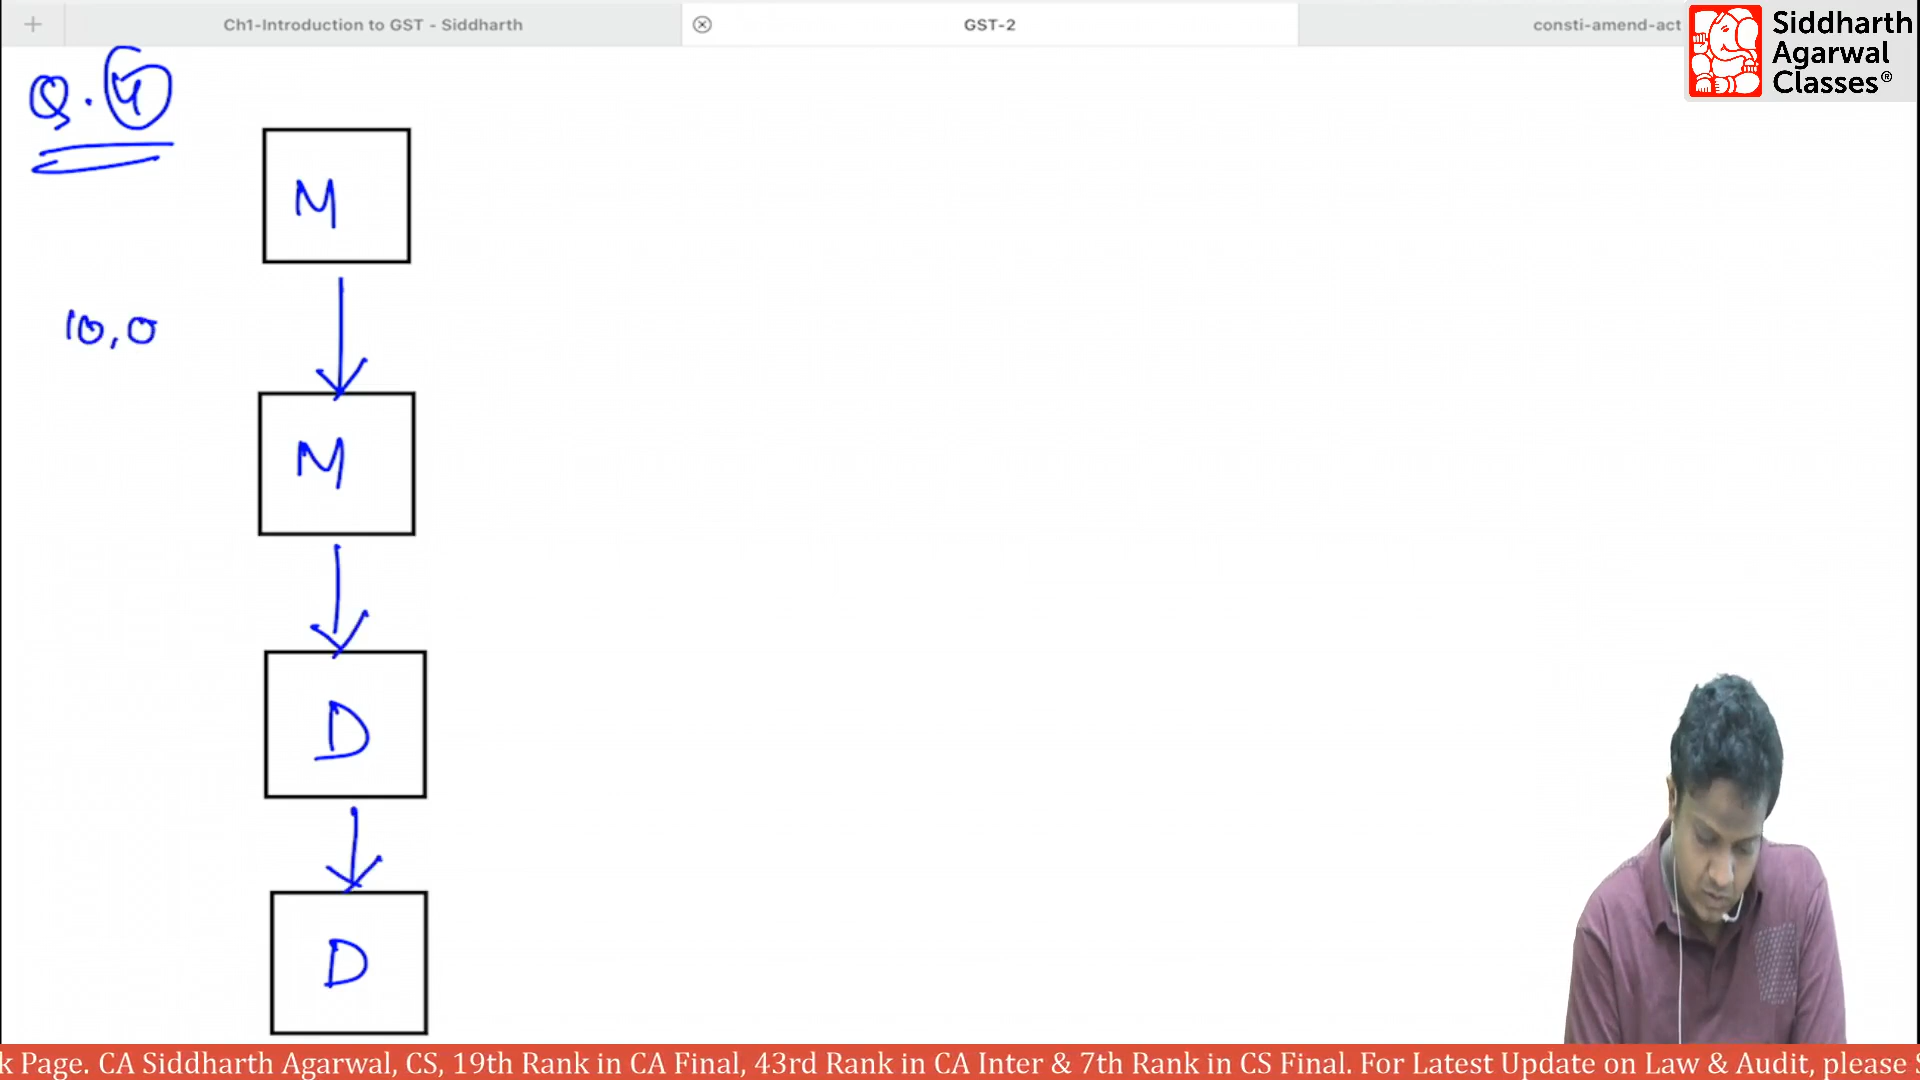 Ch1-Introduction to GST - Siddharth
GST-2
consti-amend-act
Siddharth
Agarwal
Classes®
Q. 4
M
10,0
M
D
D
k Page. CA Siddharth Agarwal, CS, 19th Rank in CA Final, 43rd Rank in CA Inter & 7th Rank in CS Final. For Latest Update on Law & Audit, please S